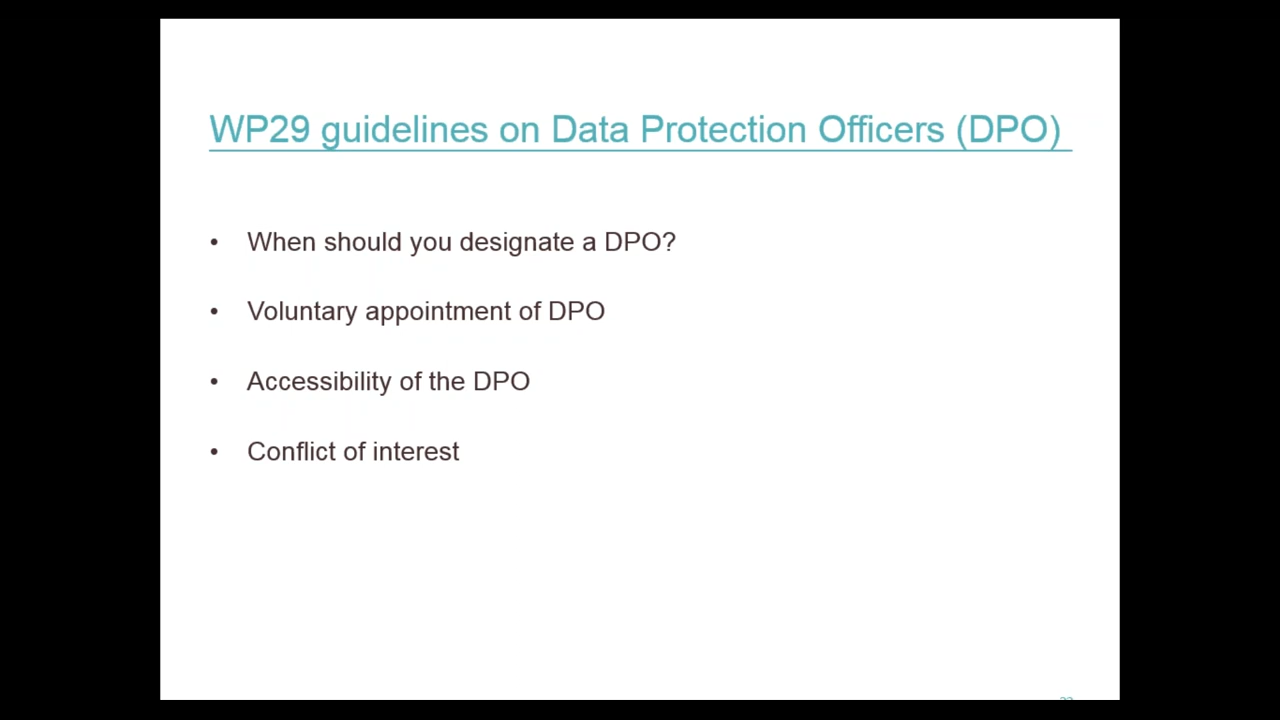 WP29 guidelines on Data Protection Officers (DPO)
• When should you designate a DPO?
• Voluntary appointment of DPO
• Accessibility of the DPO
• Conflict of interest